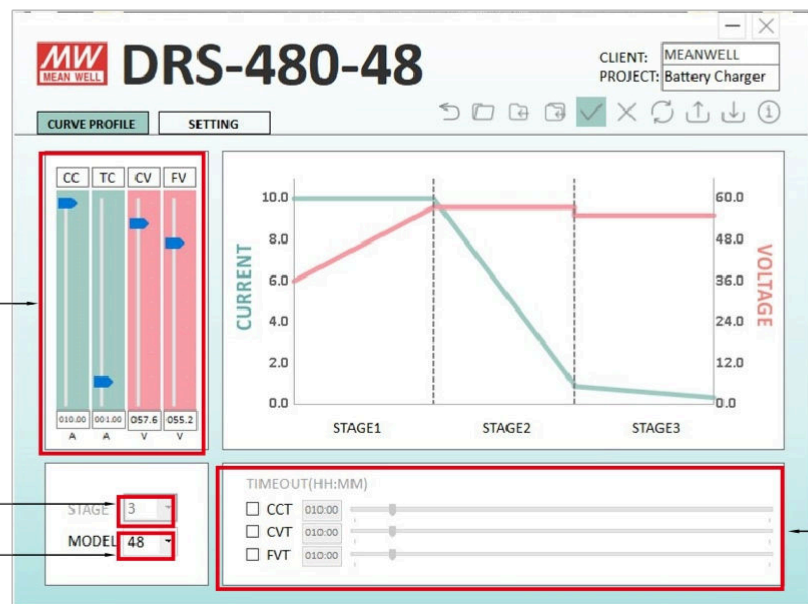 MW
MEAN WELL
DRS-480-48
CLIENT: MEANWELL
PROJECT: Battery Charger
CURVE PROFILE
SETTING
CC TC CV FV
010.00 001.00 057.6 055.2
A A V V
CURRENT
10.0
8.0
6.0
4.0
2.0
0.0
60.0
48.0
36.0
24.0
12.0
0.0
VOLTAGE
STAGE1 STAGE2 STAGE3
STAGE 3
MODEL 48
TIMEOUT(HH:MM)
CCT 010:00
CVT 010:00
FVT 010:00